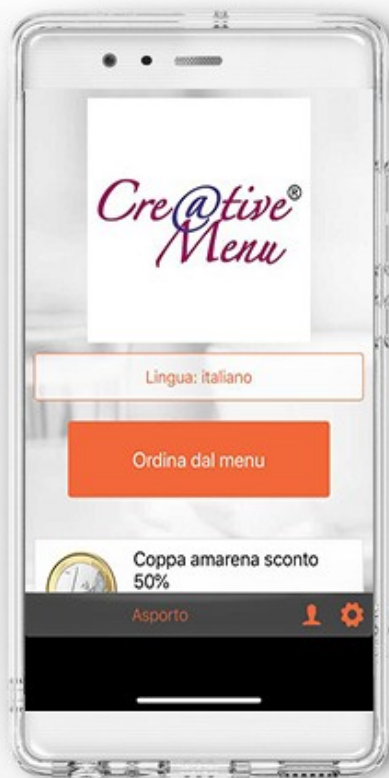 Cre@tive®
Menu
Lingua: italiano
Ordina dal menu
Coppa amarena sconto
50%
Asporto